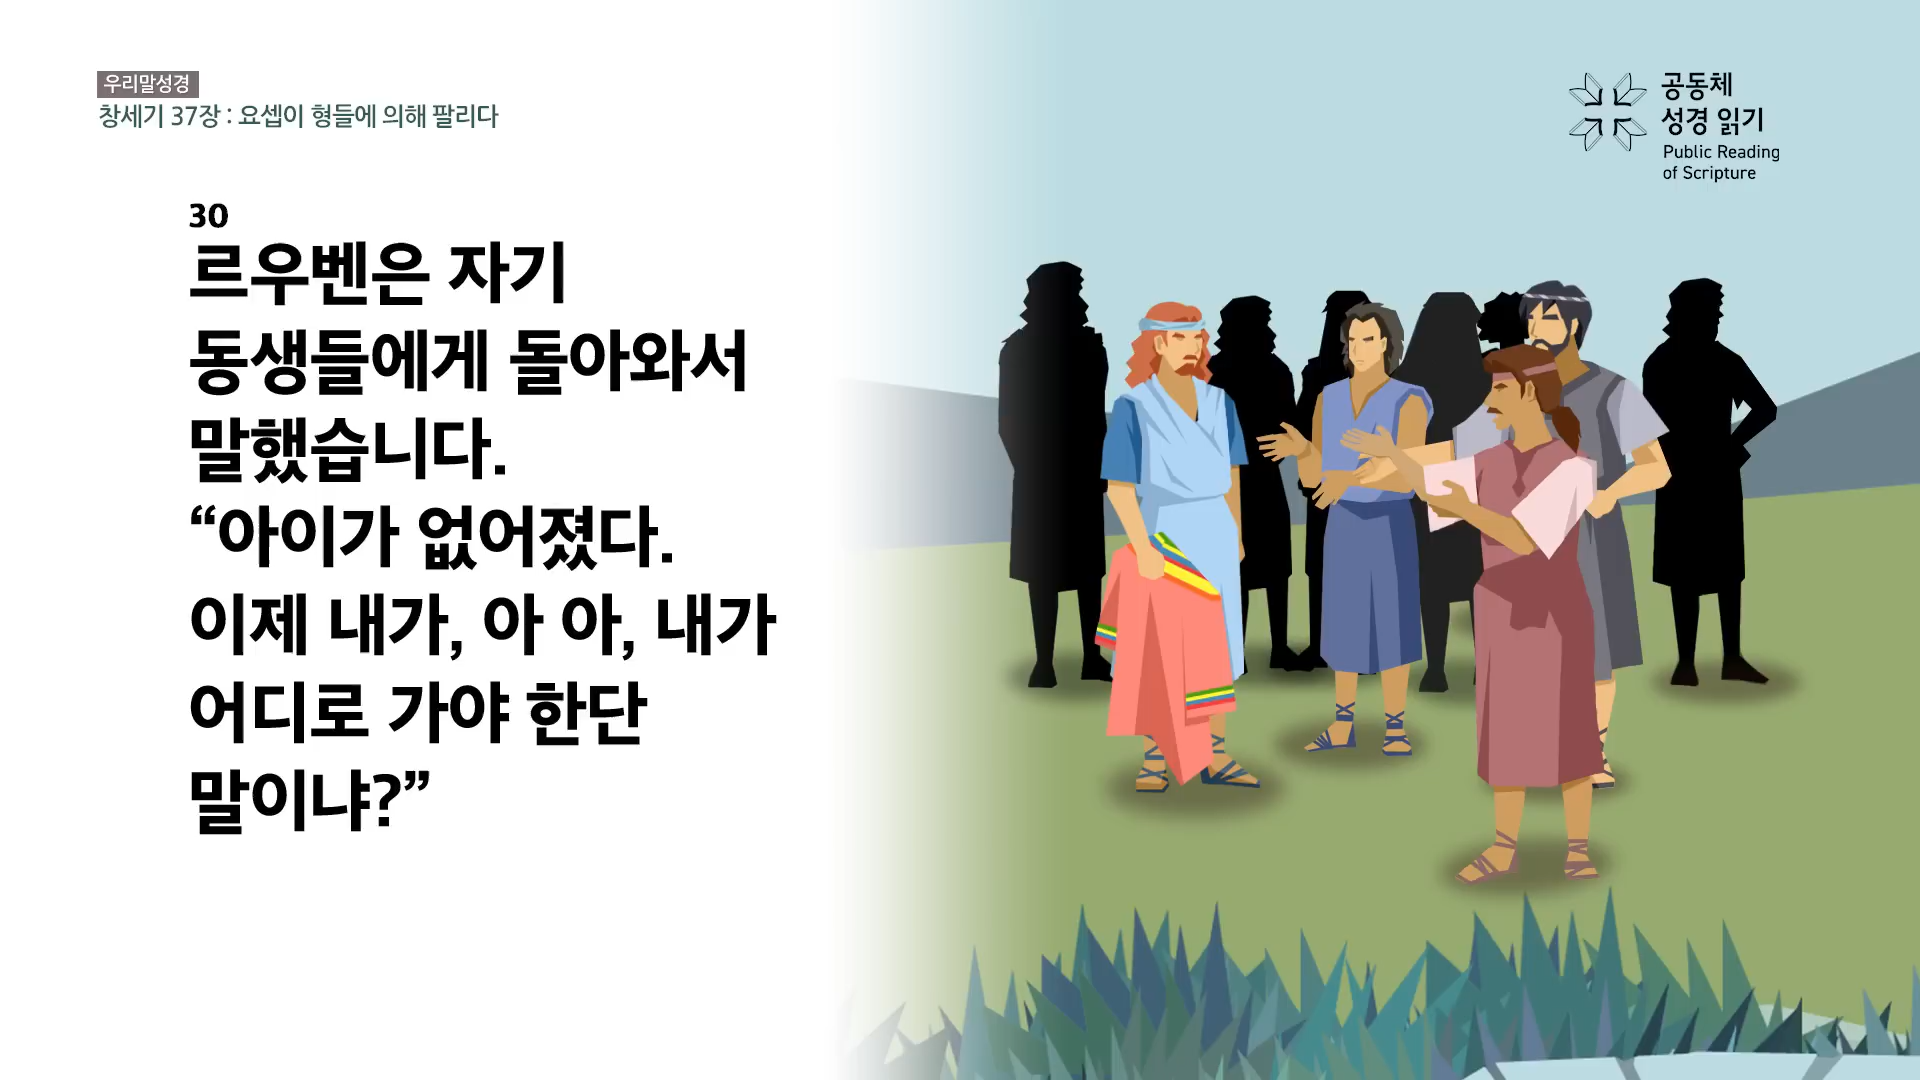 우리말성경
창세기 37장 : 요셉이 형들에 의해 팔리다
30
르우벤은 자기
동생들에게 돌아와서
말했습니다.
“아이가 없어졌다.
이제 내가, 아 아, 내가
어디로 가야 한단
말이냐?”
공동체
성경 읽기
Public Reading
of Scripture